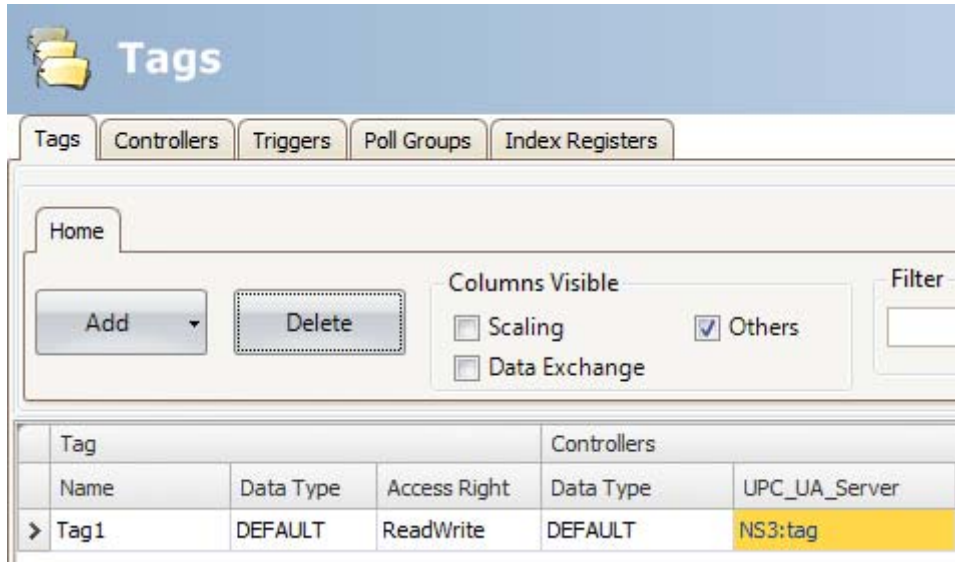 Tags
Tags Controllers Triggers Poll Groups Index Registers
Home
Add Delete
Columns Visible
Scaling Others
Data Exchange
Filter
Tag Controllers
Name Data Type Access Right Data Type UPC_UA_Server
Tag1 DEFAULT ReadWrite DEFAULT NS3:tag